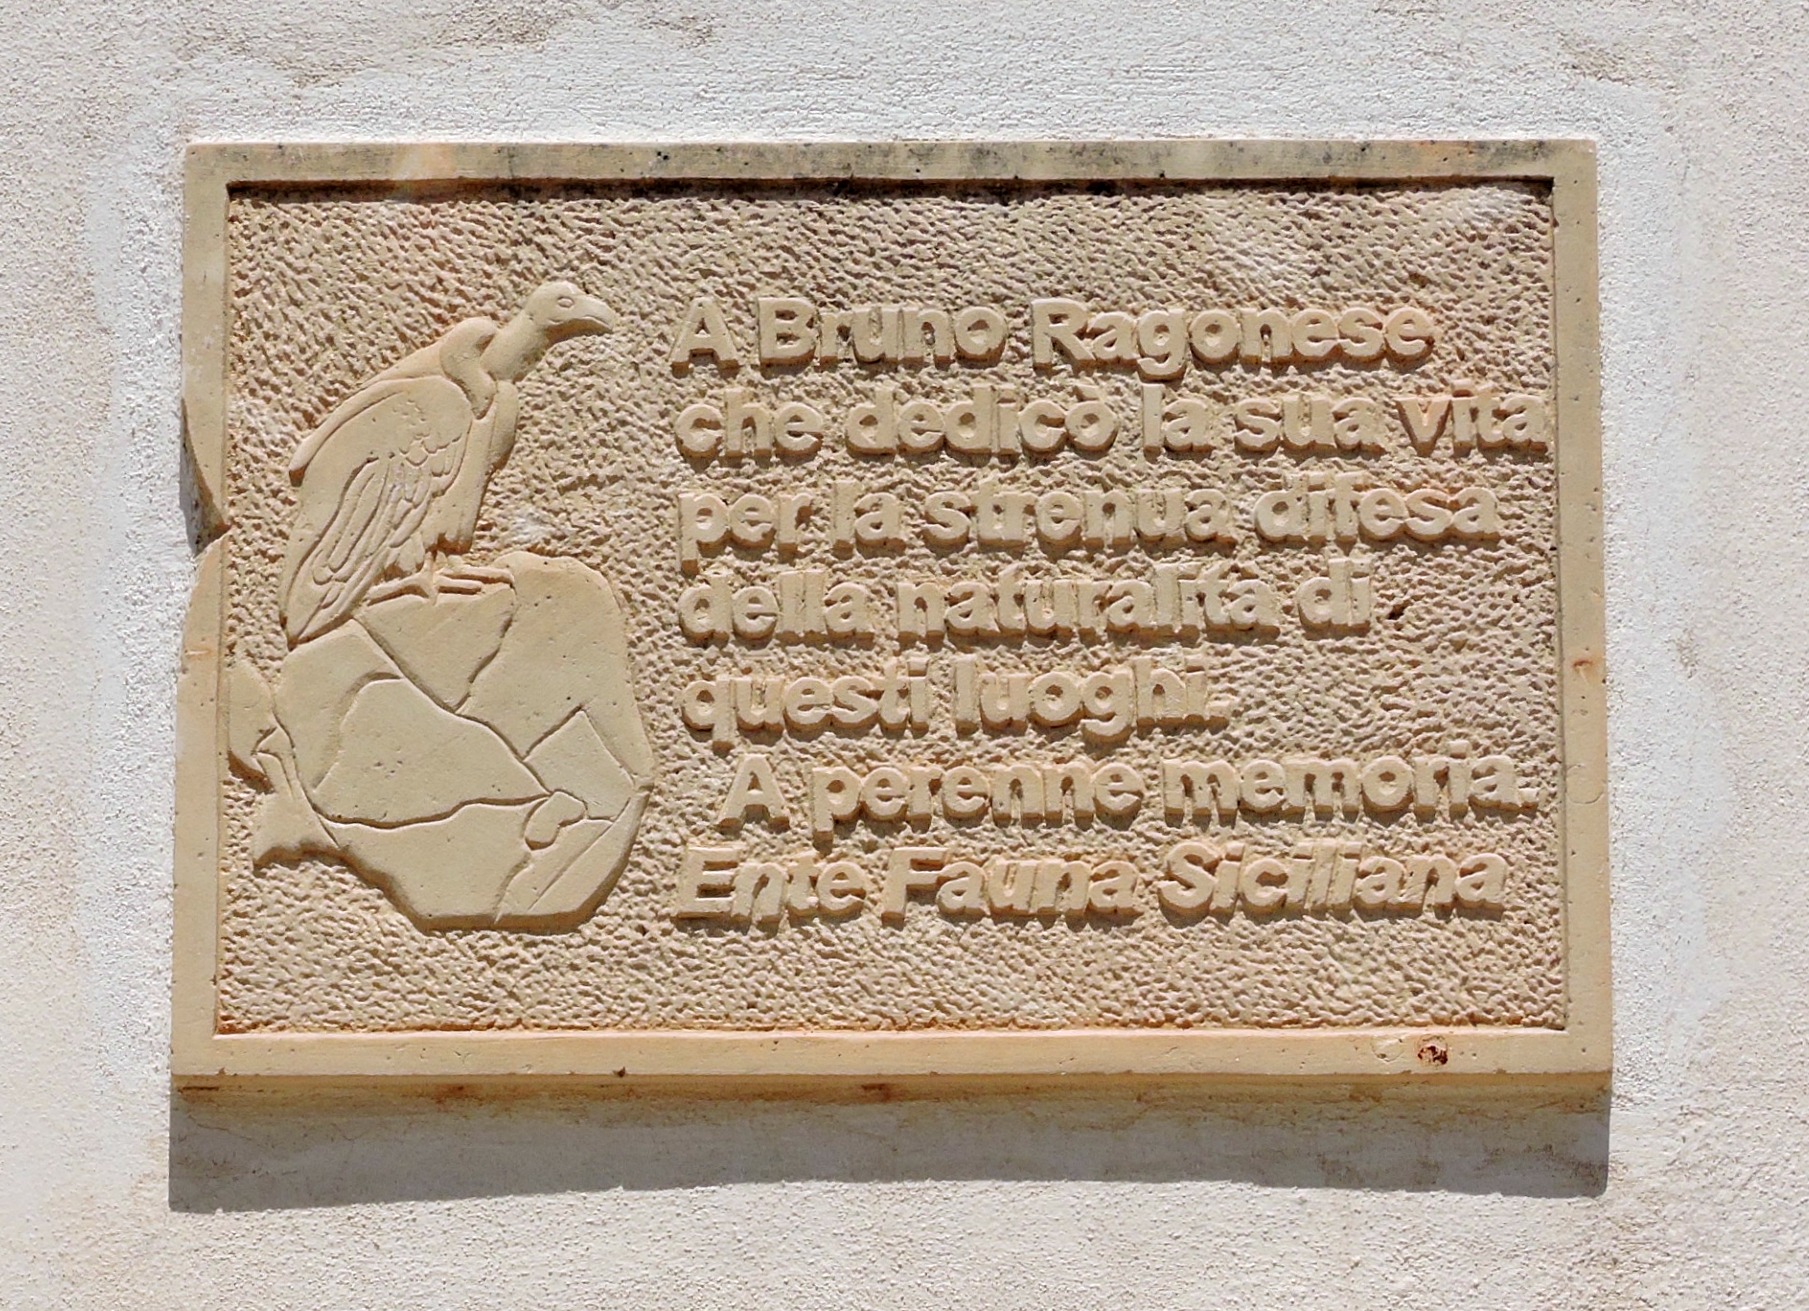 A Bruno Ragonese
che dedicò la sua vita
per la strenua difesa
della naturalità di
questi luoghi.
A perenne memoria.
Ente Fauna Siciliana